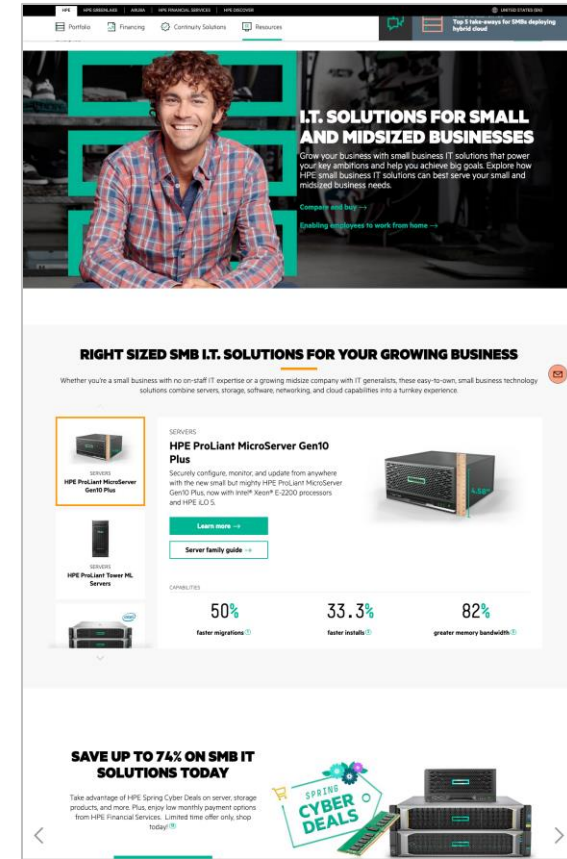 HPE
HPE GREENLAKE
ARUBA
HPE FINANCIAL SERVICES
HPE DISCOVER
UNITED STATES (EN)
Portfolio
Financing
Continuity Solutions
Resources
Top 5 take-aways for SMBs deploying
hybrid cloud
I.T. SOLUTIONS FOR SMALL
AND MIDSIZED BUSINESSES
Grow your business with small business IT solutions that power
your key ambitions and help you achieve big goals. Explore how
HPE small business IT solutions can best serve your small and
midsized business needs.
Compare and buy →
Enabling employees to work from home →
RIGHT SIZED SMB I.T. SOLUTIONS FOR YOUR GROWING BUSINESS
Whether you're a small business with no on-staff IT expertise or a growing midsize company with IT generalists, these easy-to-own, small business technology
solutions combine servers, storage, software, networking, and cloud capabilities into a turnkey experience.
SERVERS
HPE ProLiant MicroServer
Gen10 Plus
SERVERS
HPE ProLiant Tower ML
Servers
intel
SERVERS
HPE ProLiant MicroServer Gen10
Plus
Securely configure, monitor, and update from anywhere
with the new small but mighty HPE ProLiant MicroServer
Gen10 Plus, now with Intel® Xeon® E-2200 processors
and HPE iLO 5.
Learn more →
Server family guide →
4.58"
CAPABILITIES
50%
faster migrations
33.3%
faster installs
82%
greater memory bandwidth
SAVE UP TO 74% ON SMB IT
SOLUTIONS TODAY
Take advantage of HPE Spring Cyber Deals on server, storage
products, and more. Plus, enjoy low monthly payment options
from HPE Financial Services. Limited time offer only, shop
today!
SPRING
CYBER
DEALS